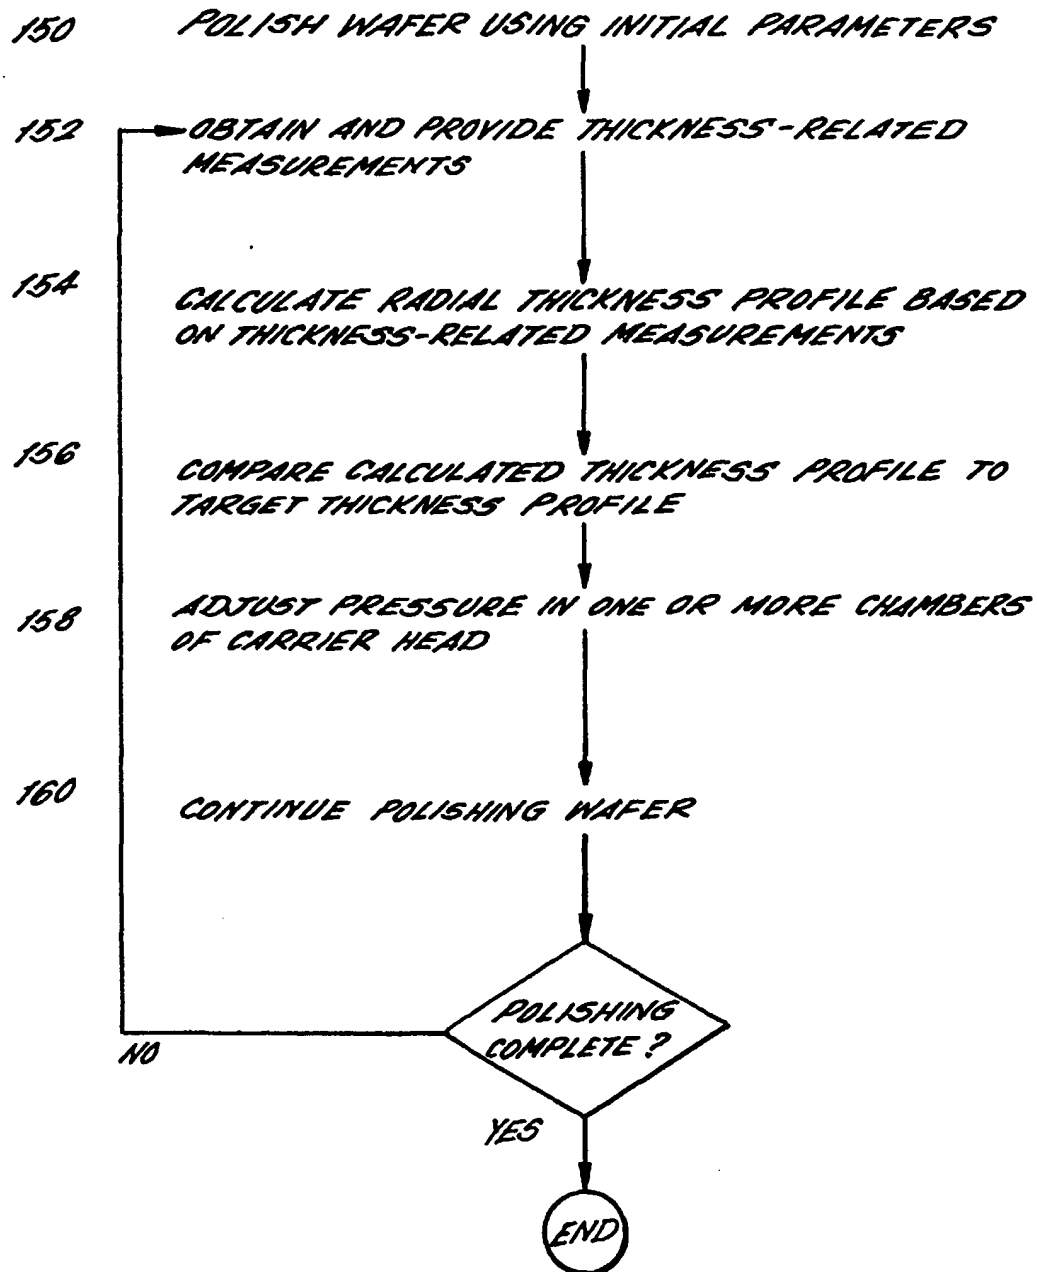 150 POLISH WAFER USING INITIAL PARAMETERS
152 OBTAIN AND PROVIDE THICKNESS-RELATED
MEASUREMENTS
154 CALCULATE RADIAL THICKNESS PROFILE BASED
ON THICKNESS-RELATED MEASUREMENTS
156 COMPARE CALCULATED THICKNESS PROFILE TO
TARGET THICKNESS PROFILE
158 ADJUST PRESSURE IN ONE OR MORE CHAMBERS
OF CARRIER HEAD
160 CONTINUE POLISHING WAFER
POLISHING
COMPLETE?
NO
YES
END